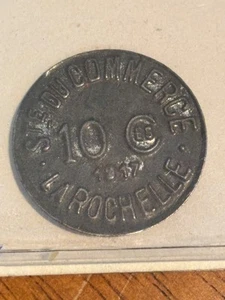 STÉ DU COMMERCE
10 CES
1917
LA ROCHELLE